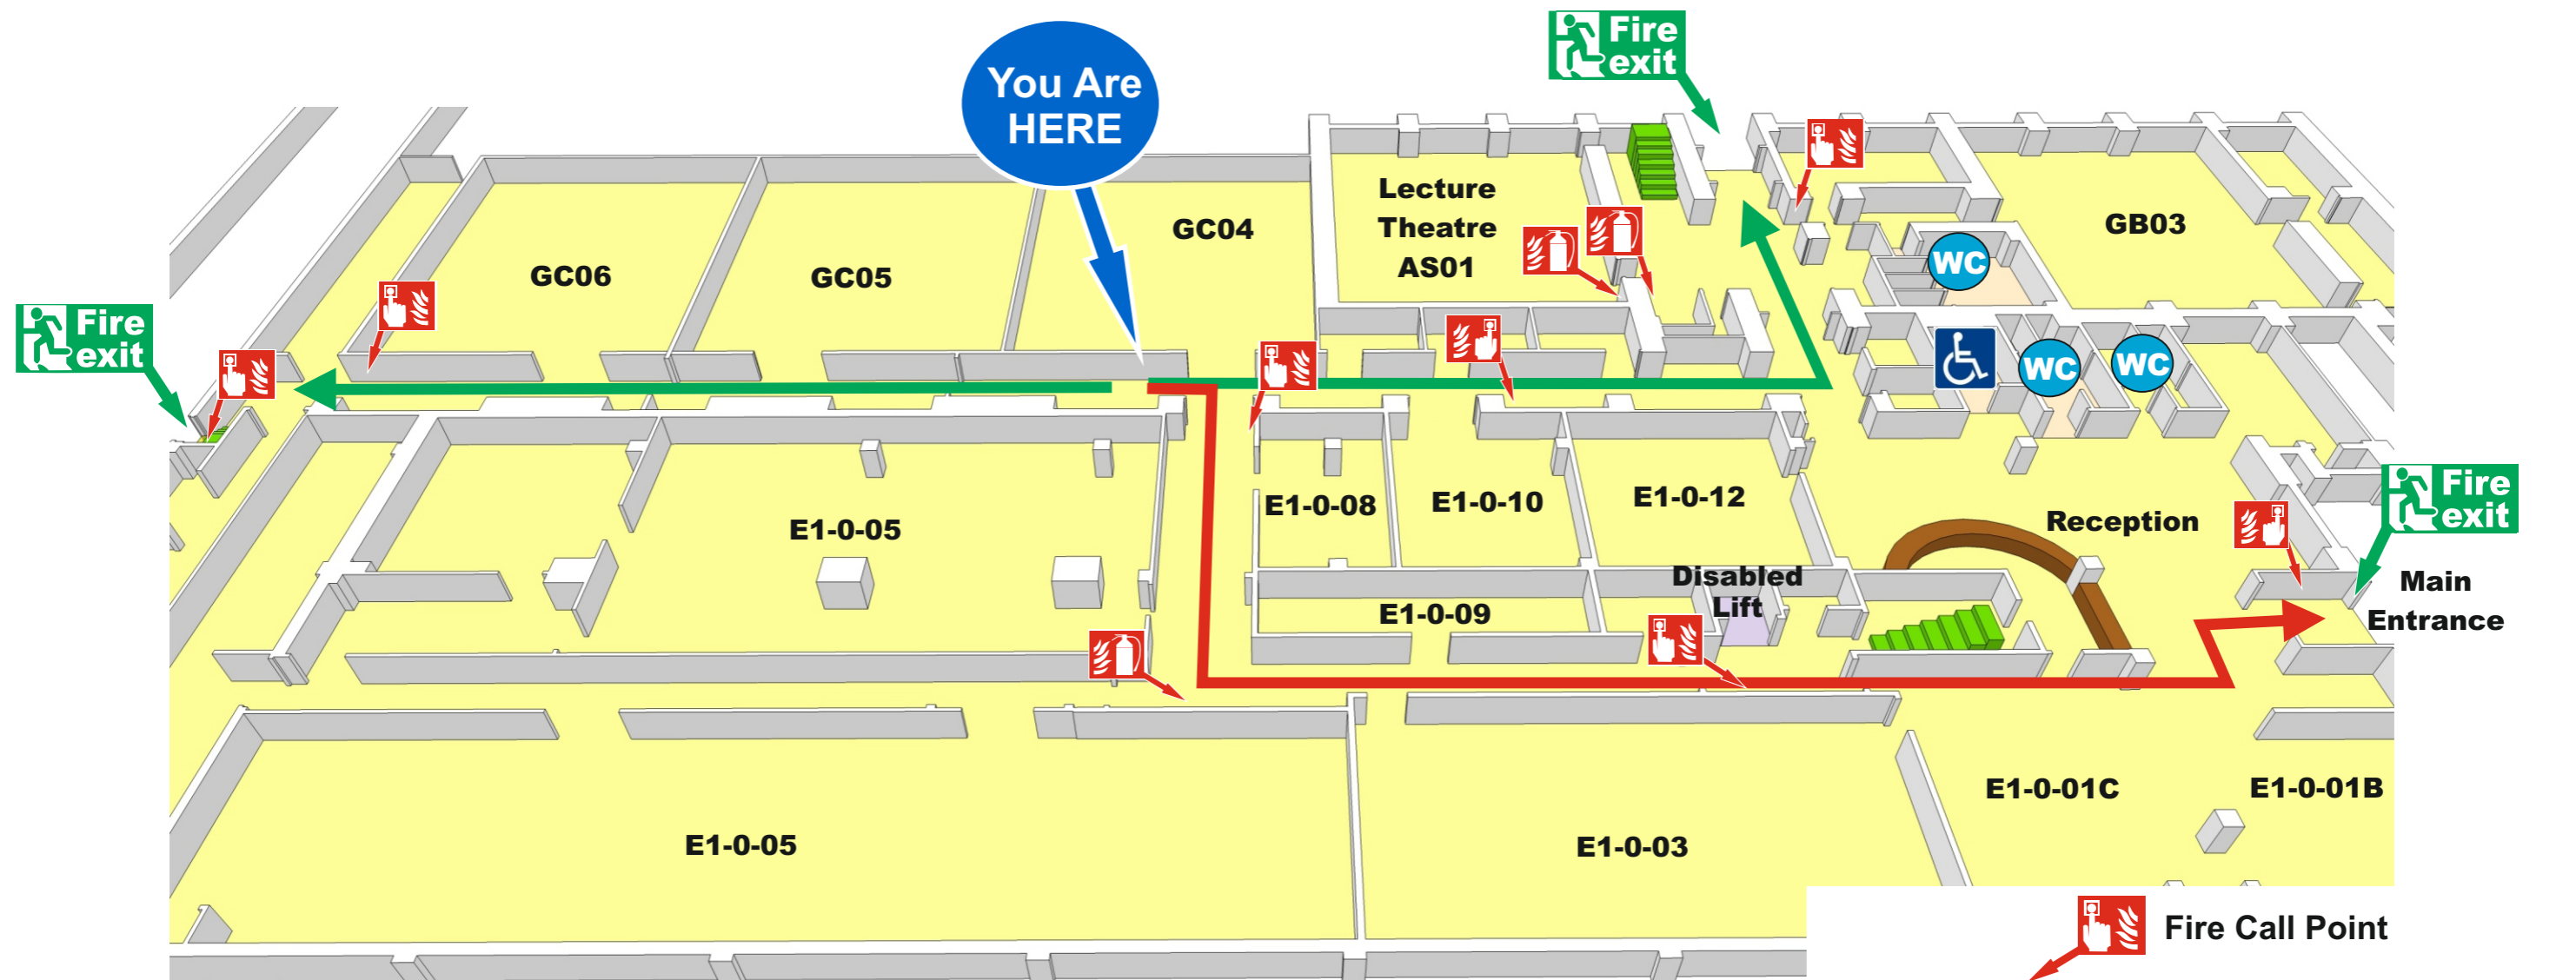 Fire
exit
You Are
HERE
Lecture
Theatre
AS01
GC04
GB03
GC06
GC05
WC
Fire
exit
WC
WC
E1-0-05
E1-0-08
E1-0-10
E1-0-12
Reception
Fire
exit
Disabled
Lift
E1-0-09
Main
Entrance
E1-0-01C
E1-0-01B
E1-0-05
E1-0-03
Fire Call Point